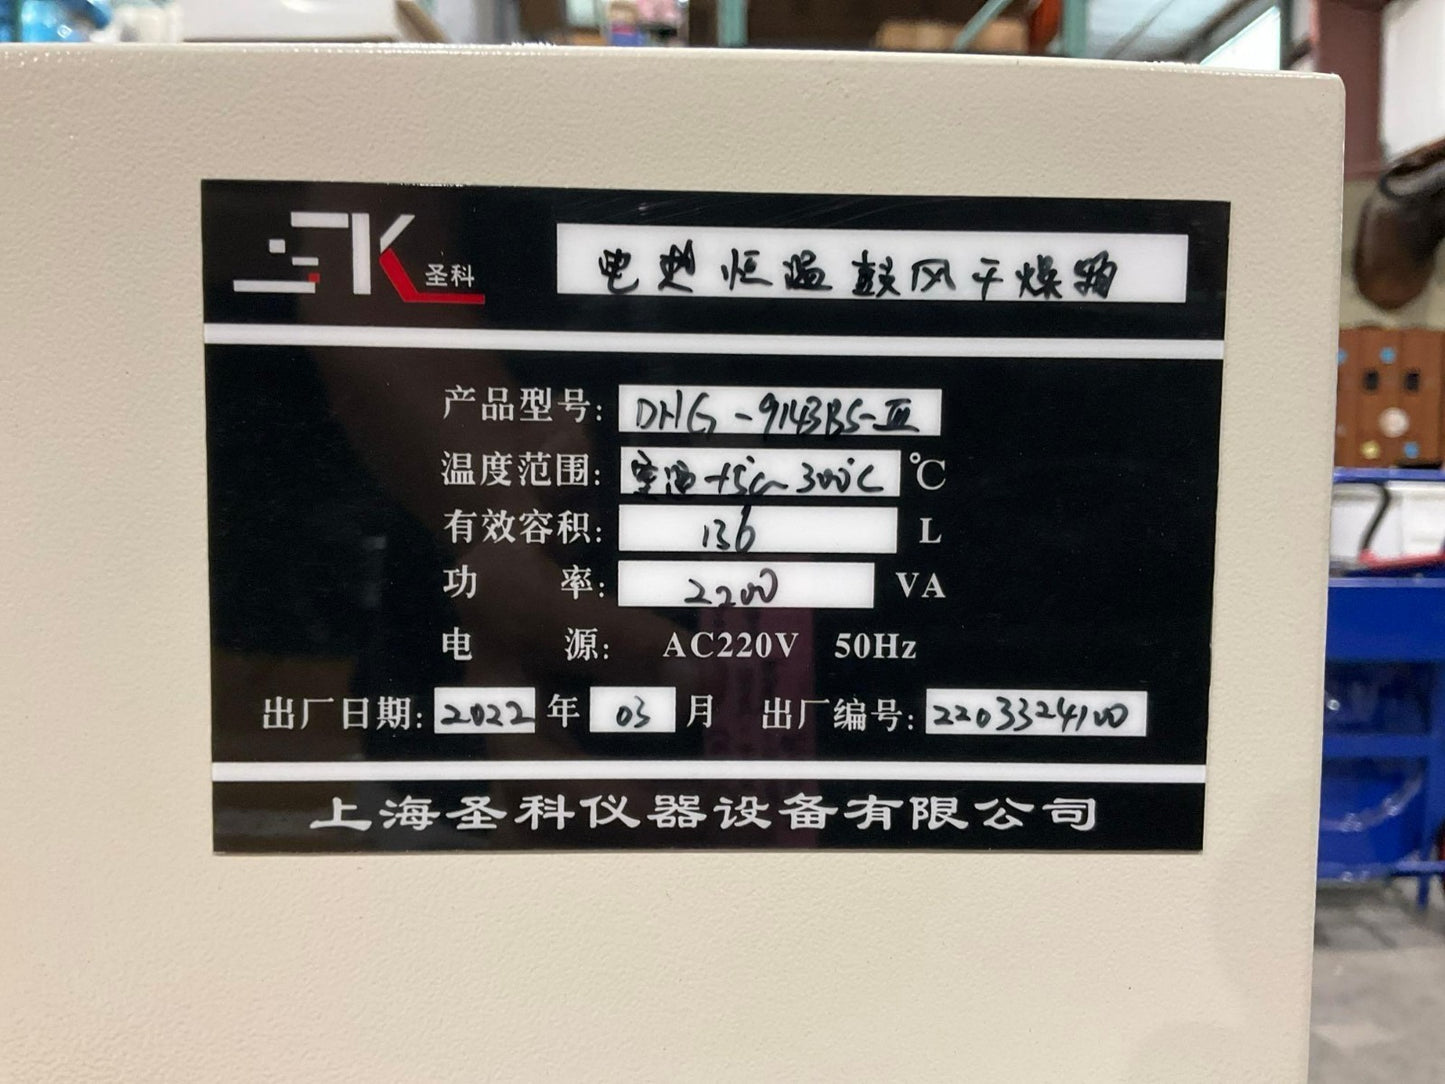 圣科
电热恒温鼓风干燥箱
产品型号: DHG-9143BS-III
温度范围: 室温+5℃~300℃ ℃
有效容积: 136 L
功 率: 2200 VA
电 源: AC220V 50Hz
出厂日期: 2022 年 03 月 出厂编号: 2203324100
上海圣科仪器设备有限公司